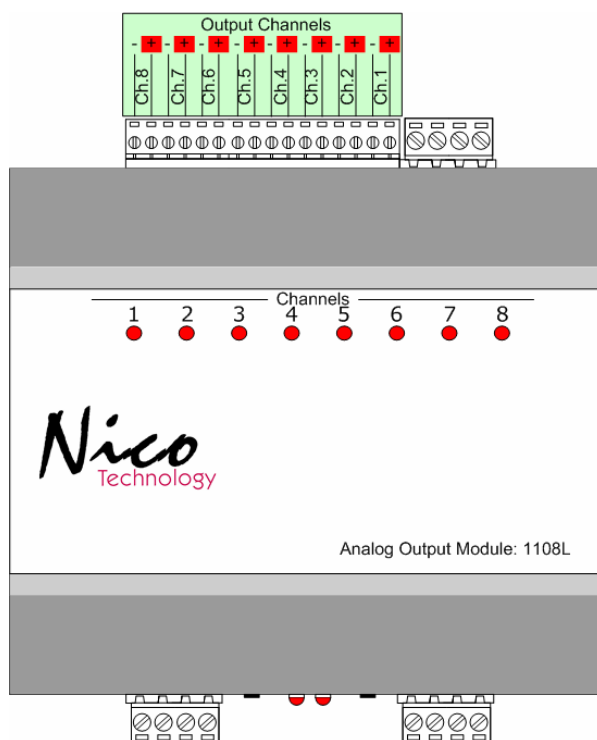 Output Channels
- + - + - + - + - + - + - + - +
Ch.8 Ch.7 Ch.6 Ch.5 Ch.4 Ch.3 Ch.2 Ch.1
Channels
1 2 3 4 5 6 7 8
Nico
Technology
Analog Output Module: 1108L